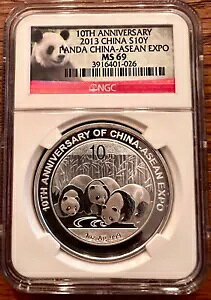 10TH ANNIVERSARY
2013 CHINA S10Y
PANDA CHINA-ASEAN EXPO
MS 69
3916401-026
NGC
10TH ANNIVERSARY OF CHINA-ASEAN EXPO
10